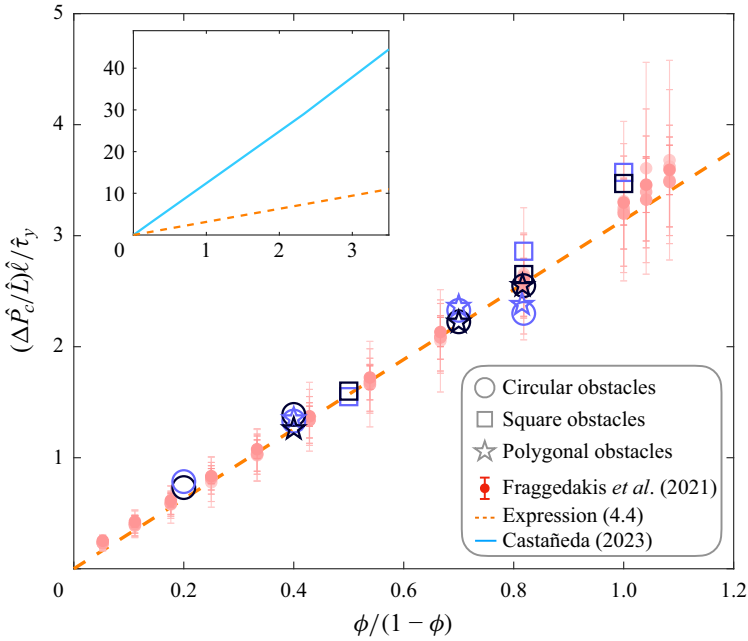 5
4
3
2
1
0
0.2
0.4
0.6
0.8
1.0
1.2
40
30
20
10
0
1
2
3
(ΔP̂_c/L̂)ℓ̂/τ̂_y
ϕ/(1 − ϕ)
Circular obstacles
Square obstacles
Polygonal obstacles
Fraggedakis et al. (2021)
Expression (4.4)
Castañeda (2023)